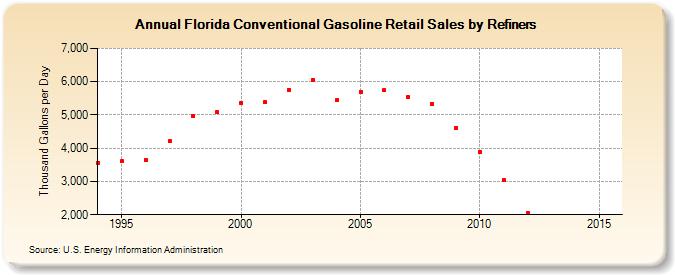 Annual Florida Conventional Gasoline Retail Sales by Refiners
Thousand Gallons per Day
7,000
6,000
5,000
4,000
3,000
2,000
1995 2000 2005 2010 2015
Source: U.S. Energy Information Administration